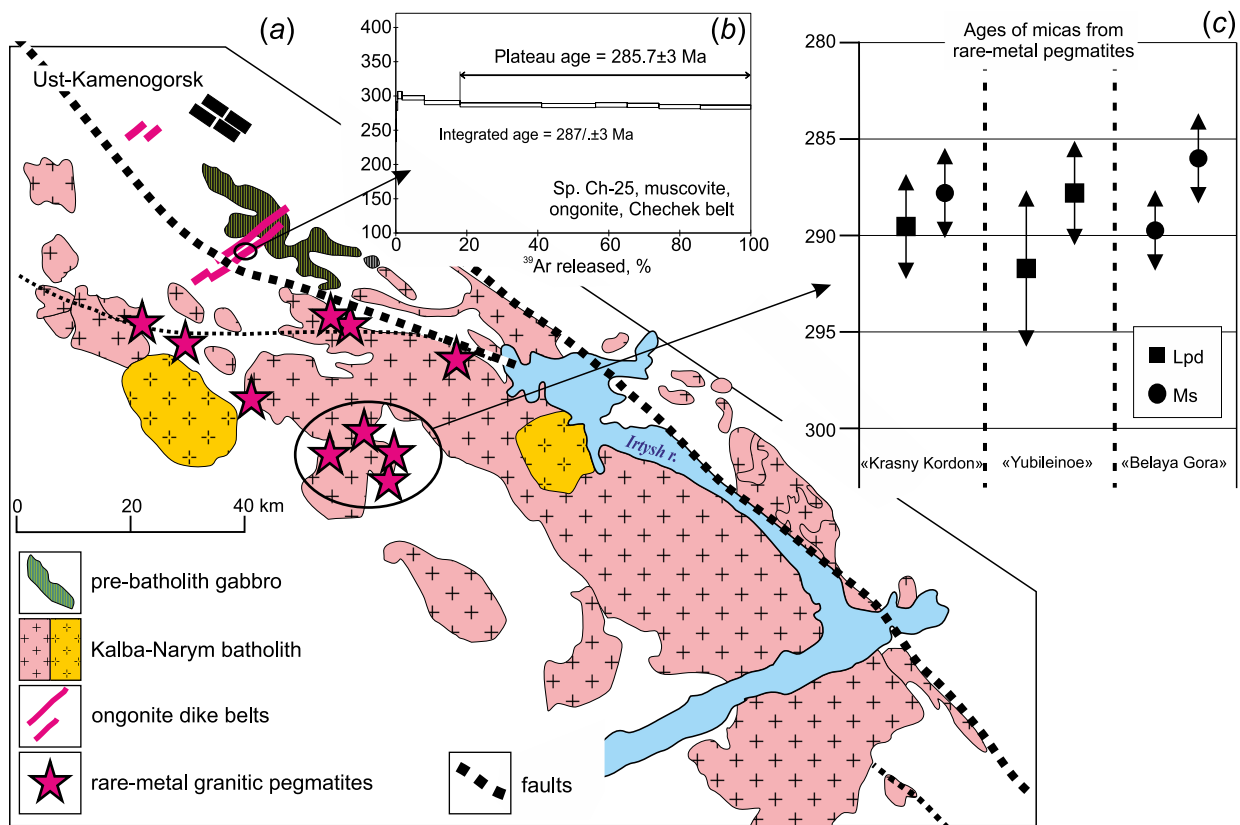 (a)
Ust-Kamenogorsk
(b)
400
350
300
250
200
150
100
Plateau age = 285.7±3 Ma
Integrated age = 287/.±3 Ma
Sp. Ch-25, muscovite,
ongonite, Chechek belt
0 20 40 60 80 100
³⁹Ar released, %
(c)
Ages of micas from
rare-metal pegmatites
280
285
290
295
300
Lpd
Ms
«Krasny Kordon» «Yubileinoe» «Belaya Gora»
Irtysh r.
0 20 40 km
pre-batholith gabbro
Kalba-Narym batholith
ongonite dike belts
rare-metal granitic pegmatites
faults